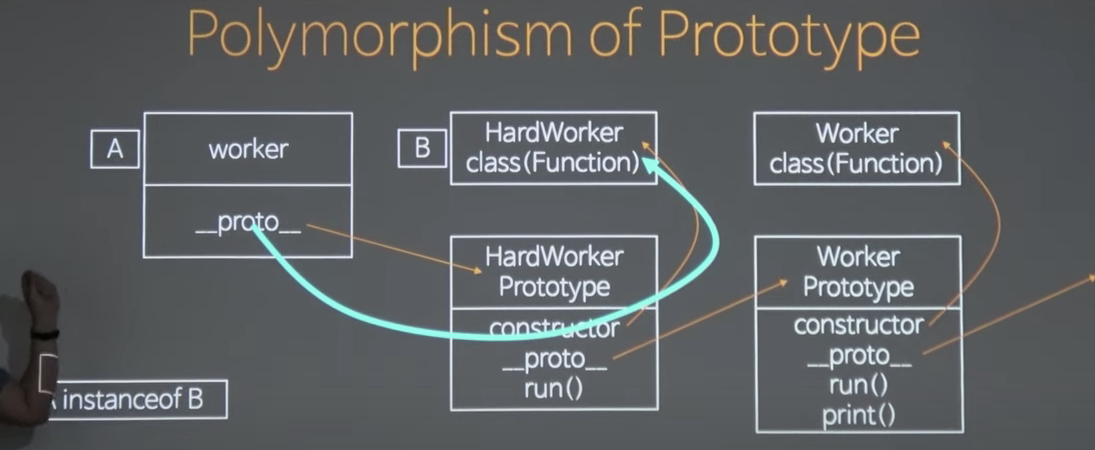 Polymorphism of Prototype
A
worker
__proto__
B
HardWorker
class(Function)
HardWorker
Prototype
constructor
__proto__
run()
Worker
class(Function)
Worker
Prototype
constructor
__proto__
run()
print()
instanceof B